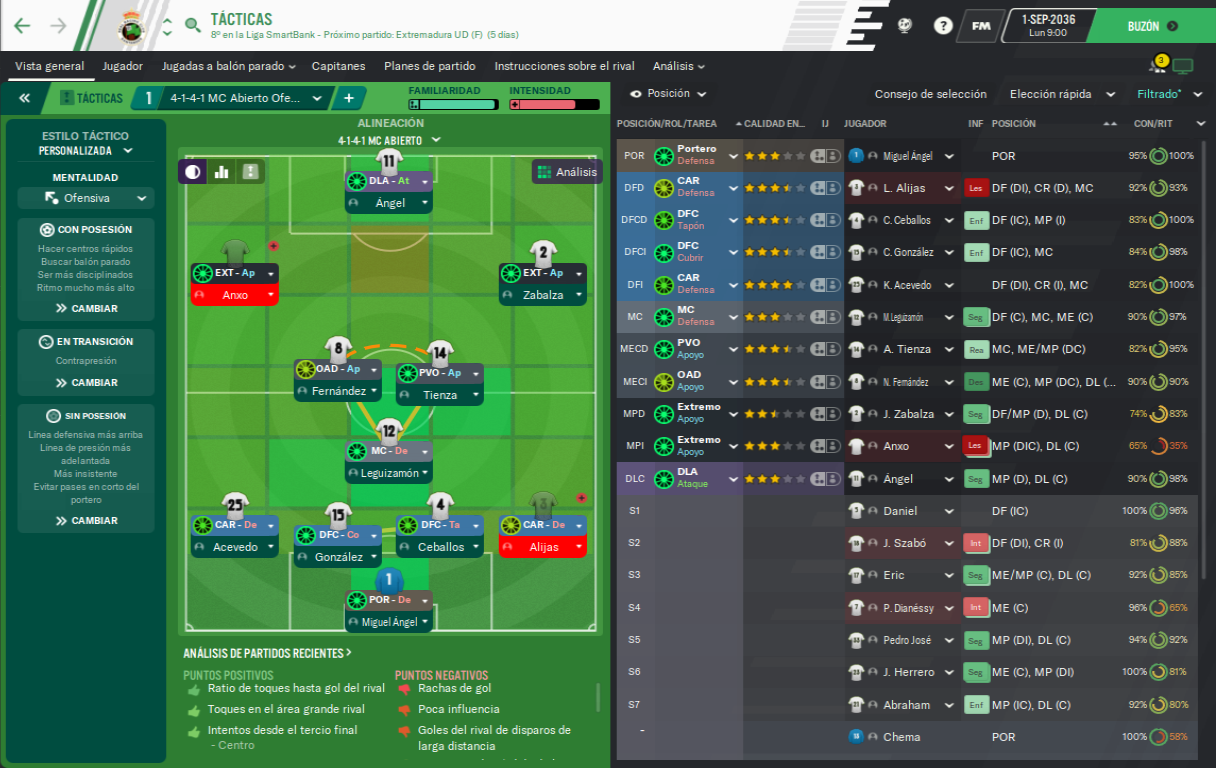 TÁCTICAS
8º en la Liga SmartBank - Próximo partido: Extremadura UD (F) (5 días)
?
FM
1-SEP-2036
Lun 9:00
BUZÓN
Vista general
Jugador
Jugadas a balón parado
Capitanes
Planes de partido
Instrucciones sobre el rival
Análisis
3
TÁCTICAS
1
4-1-4-1 MC Abierto Ofe...
+
FAMILIARIDAD
INTENSIDAD
ESTILO TÁCTICO
PERSONALIZADA
MENTALIDAD
Ofensiva
CON POSESIÓN
Hacer centros rápidos
Buscar balón parado
Ser más disciplinados
Ritmo mucho más alto
CAMBIAR
EN TRANSICIÓN
Contrapresión
CAMBIAR
SIN POSESIÓN
Línea defensiva más arriba
Línea de presión más
adelantada
Más insistente
Evitar pases en corto del
portero
CAMBIAR
ALINEACIÓN
4-1-4-1 MC ABIERTO
Análisis
11
DLA - At
Ángel
EXT - Ap
Anxo
2
EXT - Ap
Zabalza
8
OAD - Ap
Fernández
14
PVO - Ap
Tienza
12
MC - De
Leguizamón
23
CAR - De
Acevedo
15
DFC - Co
González
4
DFC - Ta
Ceballos
3
CAR - De
Alijas
1
POR - De
Miguel Ángel
ANÁLISIS DE PARTIDOS RECIENTES
PUNTOS POSITIVOS
Ratio de toques hasta gol del rival
Toques en el área grande rival
Intentos desde el tercio final
- Centro
PUNTOS NEGATIVOS
Rachas de gol
Poca influencia
Goles del rival de disparos de
larga distancia
Posición
Consejo de selección
Elección rápida
Filtrado*
POSICIÓN/ROL/TAREA CALIDAD EN... IJ JUGADOR INF POSICIÓN CON/RIT
POR Portero Defensa Miguel Ángel POR 95% 100%
DFD CAR Defensa L. Alijas Les DF (DI), CR (D), MC 92% 93%
DFCD DFC Tapón C. Ceballos Enf DF (IC), MP (I) 83% 100%
DFCI DFC Cubrir C. González Enf DF (IC), MC 84% 98%
DFI CAR Defensa K. Acevedo DF (DI), CR (I), MC 82% 100%
MC MC Defensa M. Leguizamón Seg DF (C), MC, ME (C) 90% 97%
MECD PVO Apoyo A. Tienza Rea MC, ME/MP (DC) 82% 95%
MECI OAD Apoyo N. Fernández Des ME (C), MP (DC), DL (... 90% 90%
MPD Extremo Apoyo J. Zabalza Seg DF/MP (D), DL (C) 74% 83%
MPI Extremo Apoyo Anxo Les MP (DIC), DL (C) 65% 35%
DLC DLA Ataque Ángel Seg MP (D), DL (C) 90% 98%
S1 Daniel DF (IC) 100% 96%
S2 J. Szabó Int DF (DI), CR (I) 81% 88%
S3 Eric Seg ME/MP (C), DL (C) 92% 85%
S4 P. Dianéssy Int ME (C) 96% 65%
S5 Pedro José Seg MP (DI), DL (C) 94% 92%
S6 J. Herrero Seg ME (C), MP (DI) 100% 81%
S7 Abraham Enf MP (IC), DL (C) 92% 80%
- Chema POR 100% 58%